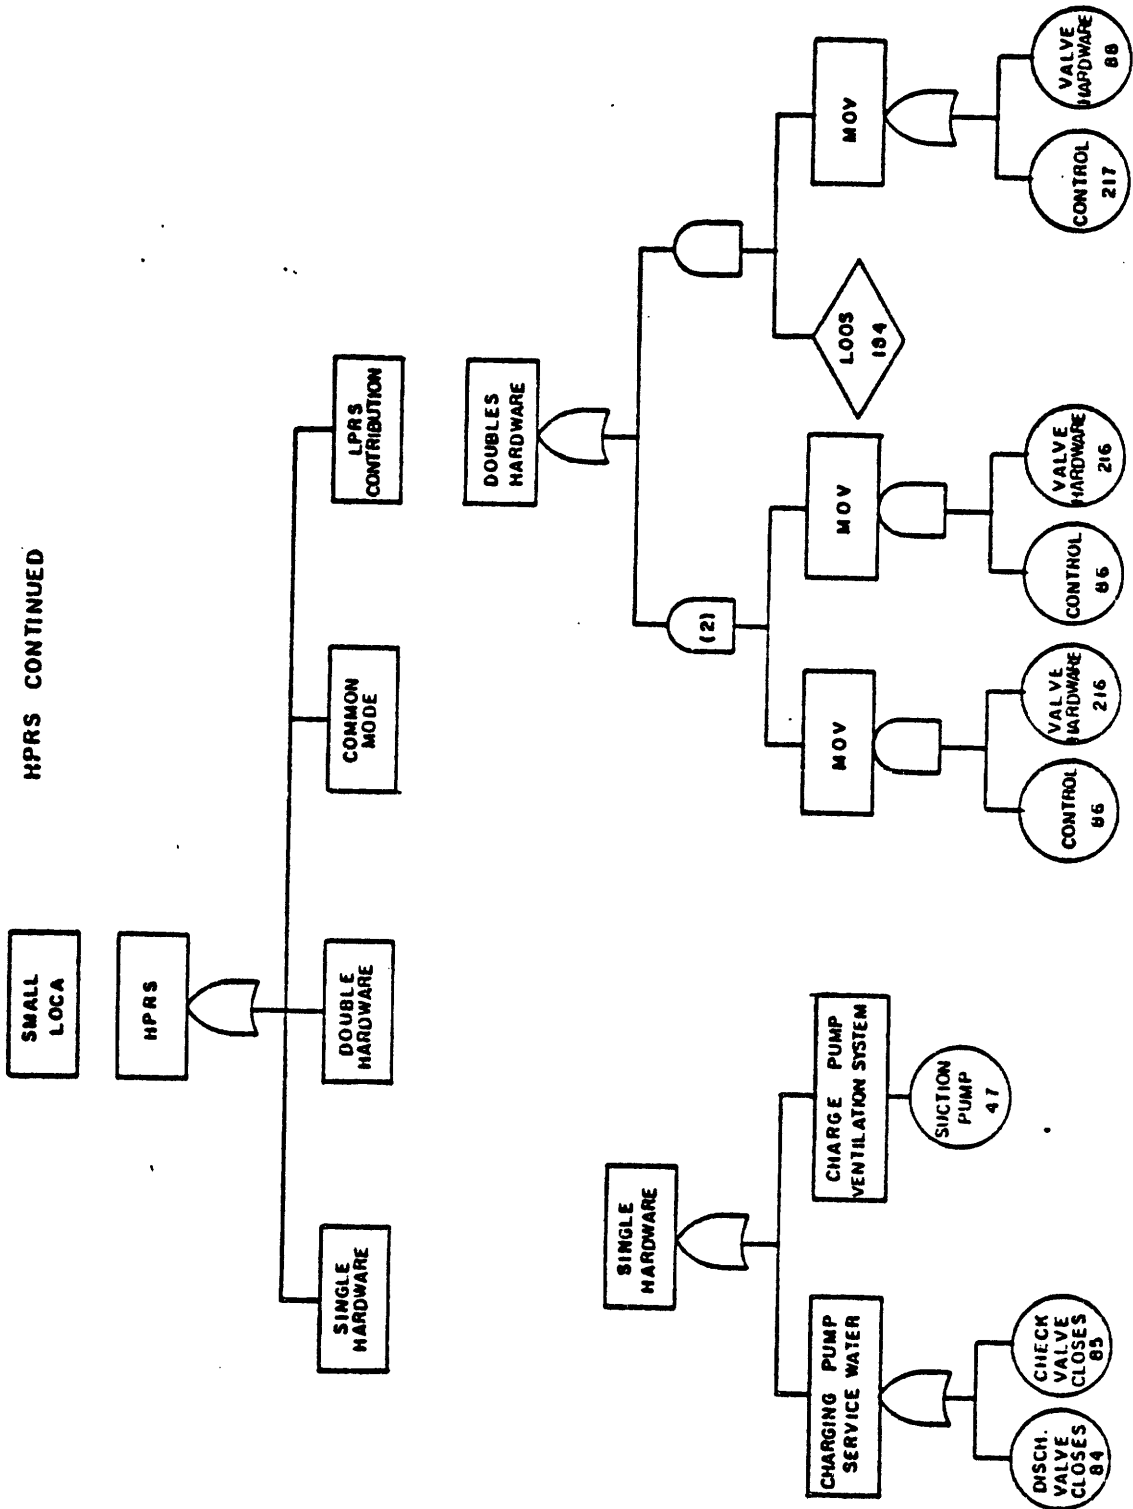 HPRS CONTINUED
SMALL
LOCA
HPRS
SINGLE
HARDWARE
DOUBLE
HARDWARE
COMMON
MODE
LPRS
CONTRIBUTION
SINGLE
HARDWARE
CHARGING PUMP
SERVICE WATER
CHARGE PUMP
VENTILATION SYSTEM
DISCH.
VALVE
CLOSES
84
CHECK
VALVE
CLOSES
85
SUCTION
PUMP
47
DOUBLES
HARDWARE
(2)
MOV
MOV
LOOS
184
MOV
CONTROL
86
VALVE
HARDWARE
216
CONTROL
86
VALVE
HARDWARE
216
CONTROL
217
VALVE
HARDWARE
88